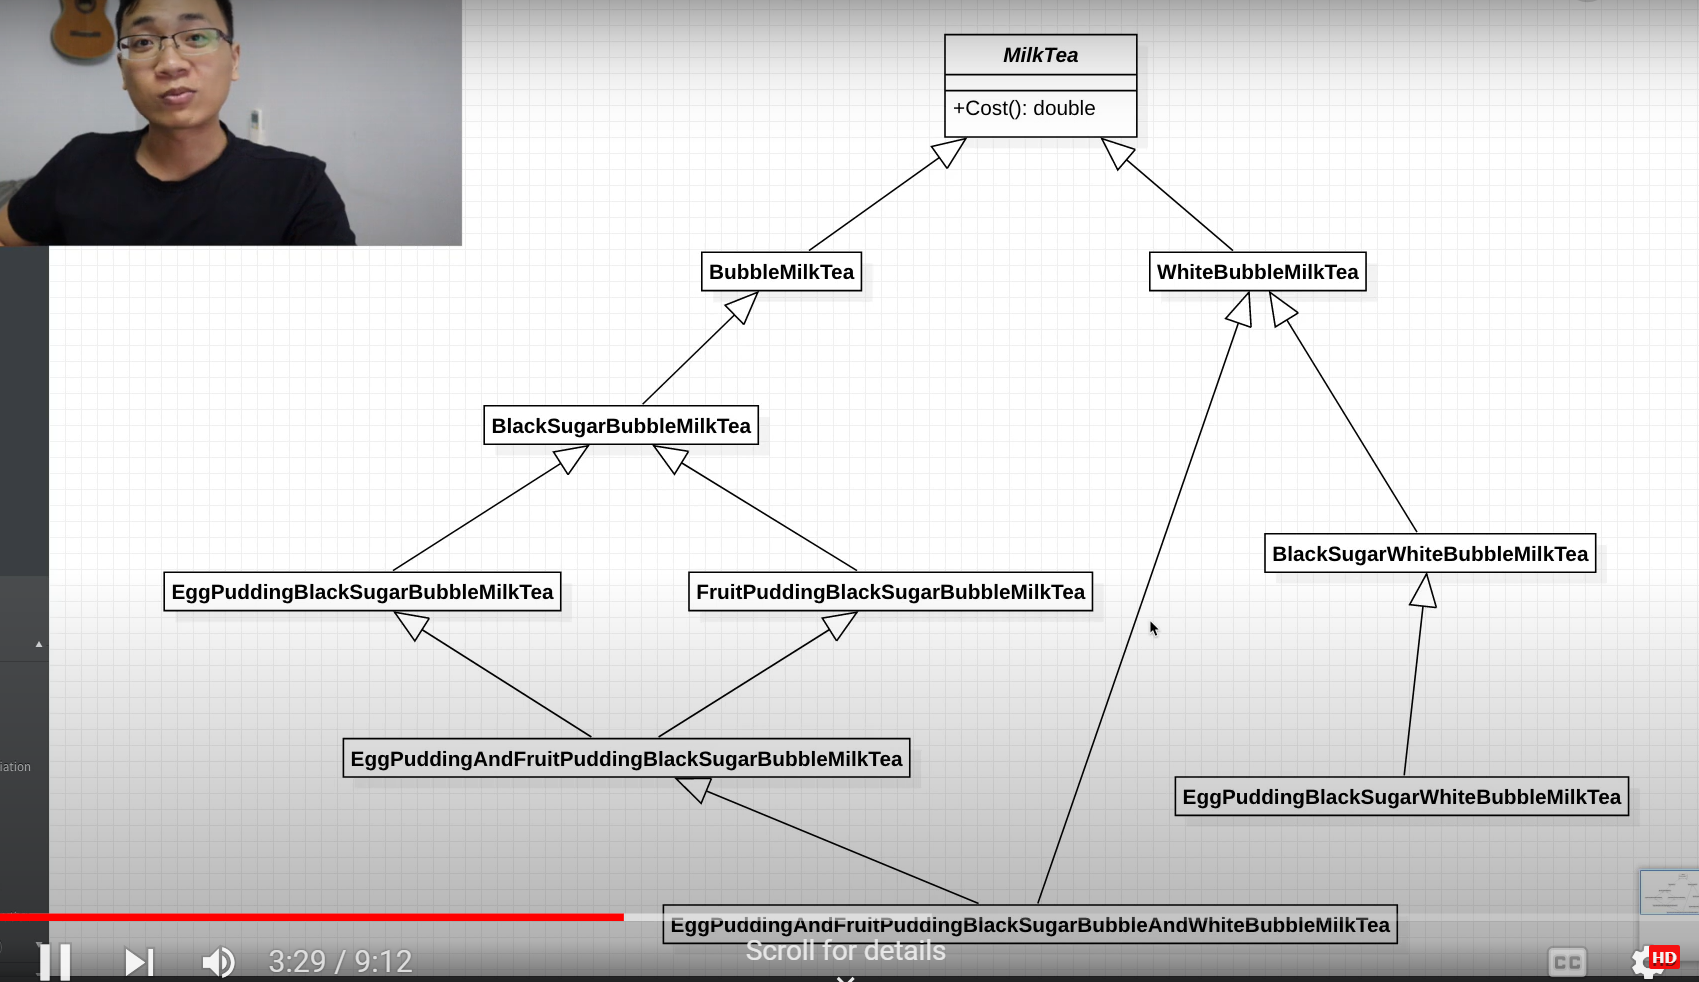 MilkTea
+Cost(): double
BubbleMilkTea
WhiteBubbleMilkTea
BlackSugarBubbleMilkTea
BlackSugarWhiteBubbleMilkTea
EggPuddingBlackSugarBubbleMilkTea
FruitPuddingBlackSugarBubbleMilkTea
EggPuddingAndFruitPuddingBlackSugarBubbleMilkTea
iation
EggPuddingBlackSugarWhiteBubbleMilkTea
EggPuddingAndFruitPuddingBlackSugarBubbleAndWhiteBubbleMilkTea
Scroll for details
3:29 / 9:12
CC
HD